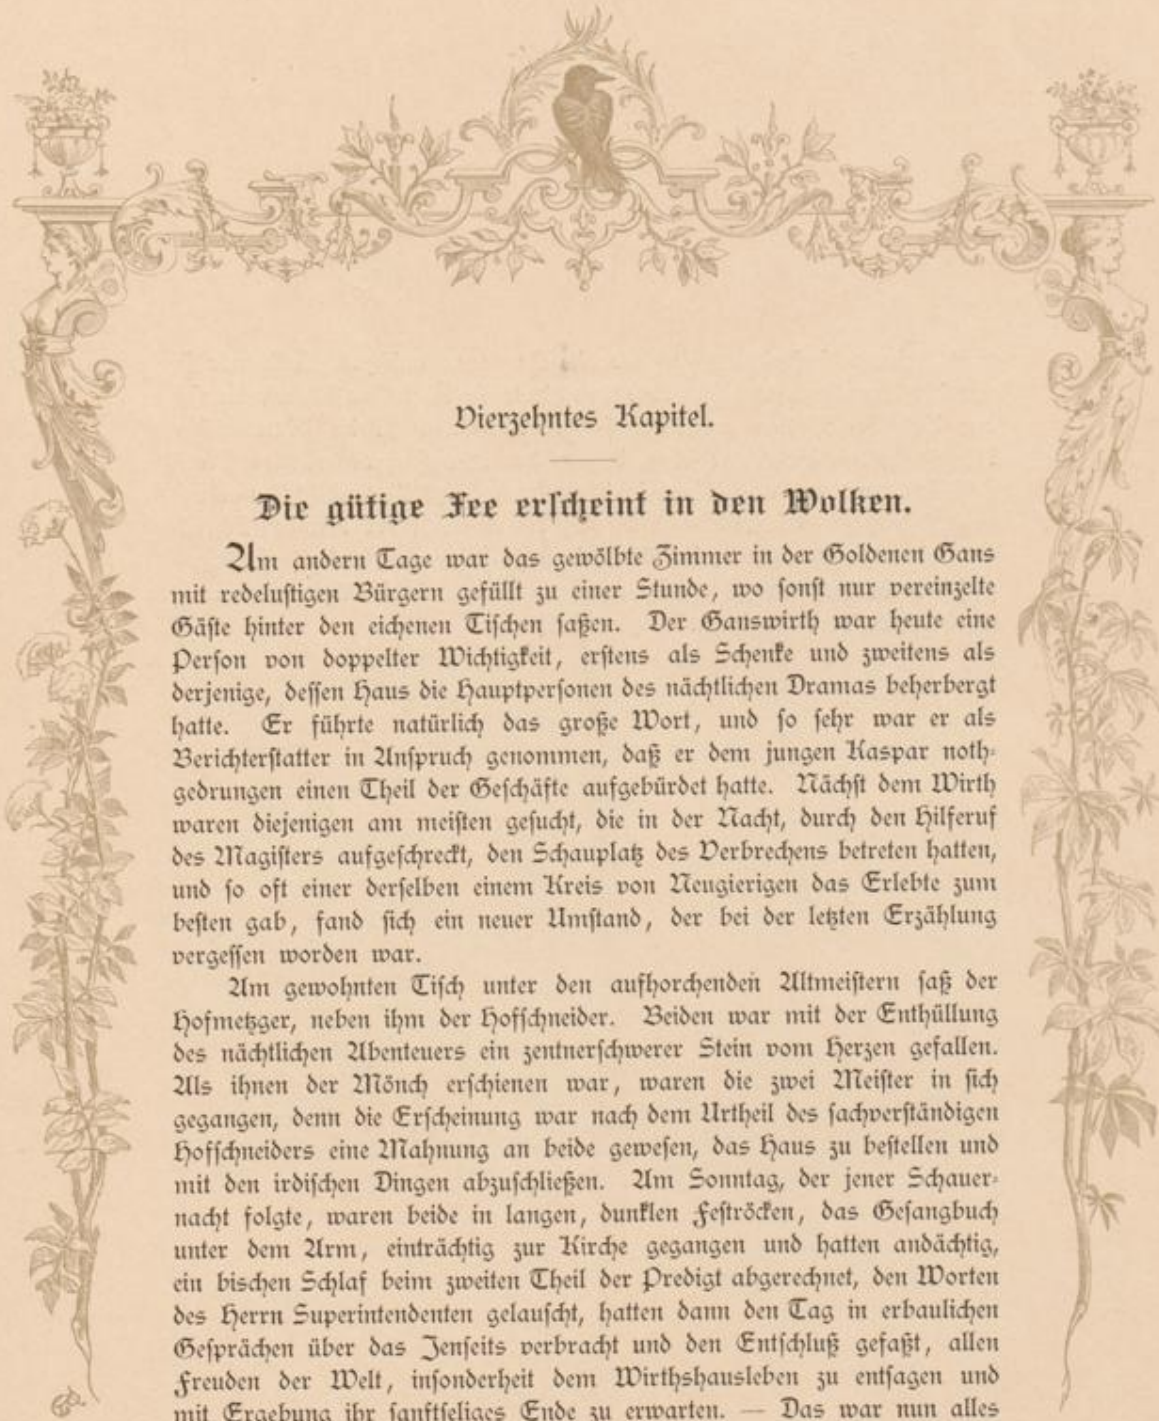 Vierzehntes Kapitel.
Die gütige Fee erscheint in den Wolken.
Am andern Tage war das gewölbte Zimmer in der Goldenen Gans
mit redelustigen Bürgern gefüllt zu einer Stunde, wo sonst nur vereinzelte
Gäste hinter den eichenen Tischen saßen. Der Ganswirth war heute eine
Person von doppelter Wichtigkeit, erstens als Schenke und zweitens als
derjenige, dessen Haus die Hauptpersonen des nächtlichen Dramas beherbergt
hatte. Er führte natürlich das große Wort, und so sehr war er als
Berichterstatter in Anspruch genommen, daß er dem jungen Kaspar noth-
gedrungen einen Theil der Geschäfte aufgebürdet hatte. Nächst dem Wirth
waren diejenigen am meisten gesucht, die in der Nacht, durch den Hilferuf
des Magisters aufgeschreckt, den Schauplatz des Verbrechens betreten hatten,
und so oft einer derselben einem Kreis von Neugierigen das Erlebte zum
besten gab, fand sich ein neuer Umstand, der bei der letzten Erzählung
vergessen worden war.
Am gewohnten Tisch unter den aufhorchenden Altmeistern saß der
Hofmetzger, neben ihm der Hofschneider. Beiden war mit der Enthüllung
des nächtlichen Abenteuers ein zentnerschwerer Stein vom Herzen gefallen.
Als ihnen der Mönch erschienen war, waren die zwei Meister in sich
gegangen, denn die Erscheinung war nach dem Urtheil des sachverständigen
Hofschneiders eine Mahnung an beide gewesen, das Haus zu bestellen und
mit den irdischen Dingen abzuschließen. Am Sonntag, der jener Schauer-
nacht folgte, waren beide in langen, dunklen Feströcken, das Gesangbuch
unter dem Arm, einträchtig zur Kirche gegangen und hatten andächtig,
ein bischen Schlaf beim zweiten Theil der Predigt abgerechnet, den Worten
des Herrn Superintendenten gelauscht, hatten dann den Tag in erbaulichen
Gesprächen über das Jenseits verbracht und den Entschluß gefaßt, allen
Freuden der Welt, insonderheit dem Wirthshausleben zu entsagen und
mit Ergebung ihr sanftseliges Ende zu erwarten. — Das war nun alles